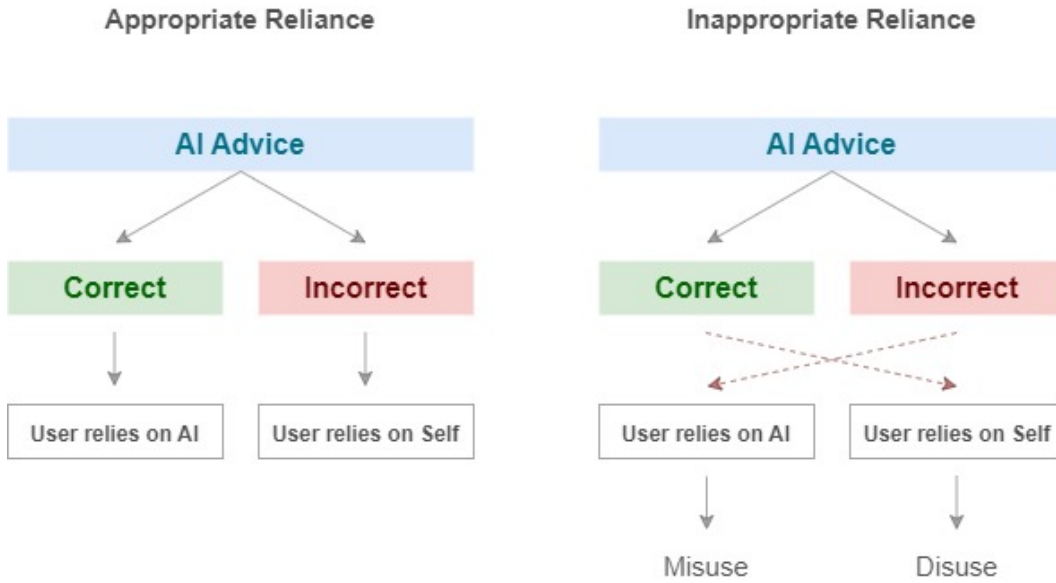 Appropriate Reliance
AI Advice
Correct
Incorrect
User relies on AI
User relies on Self
Inappropriate Reliance
AI Advice
Correct
Incorrect
User relies on AI
User relies on Self
Misuse
Disuse